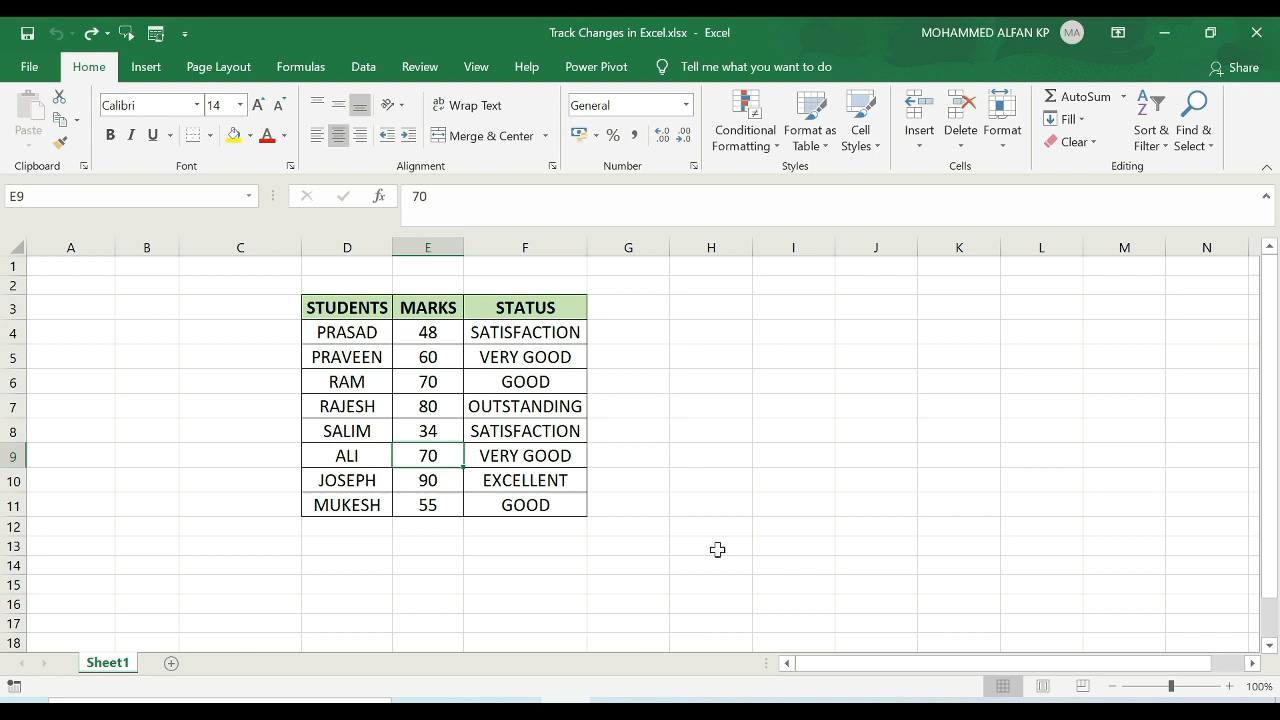 Track Changes in Excel.xlsx - Excel
MOHAMMED ALFAN KP MA
File Home Insert Page Layout Formulas Data Review View Help Power Pivot Tell me what you want to do Share
Paste
Calibri 14
B I U A
ab Wrap Text
Merge & Center
General
% ,
Conditional Formatting
Format as Table
Cell Styles
Insert Delete Format
AutoSum
Fill
Clear
Sort & Filter
Find & Select
Clipboard Font Alignment Number Styles Cells Editing
E9 fx 70
A B C D E F G H I J K L M N
1
2
3 STUDENTS MARKS STATUS
4 PRASAD 48 SATISFACTION
5 PRAVEEN 60 VERY GOOD
6 RAM 70 GOOD
7 RAJESH 80 OUTSTANDING
8 SALIM 34 SATISFACTION
9 ALI 70 VERY GOOD
10 JOSEPH 90 EXCELLENT
11 MUKESH 55 GOOD
12
13
14
15
16
17
18
Sheet1
100%